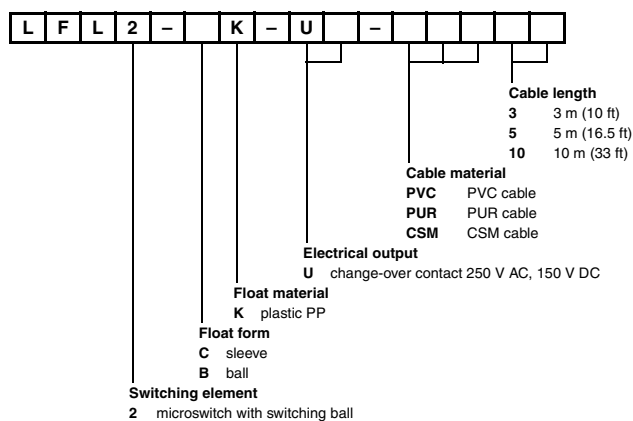 L F L 2 – K – U –
Cable length
3 3 m (10 ft)
5 5 m (16.5 ft)
10 10 m (33 ft)
Cable material
PVC PVC cable
PUR PUR cable
CSM CSM cable
Electrical output
U change-over contact 250 V AC, 150 V DC
Float material
K plastic PP
Float form
C sleeve
B ball
Switching element
2 microswitch with switching ball